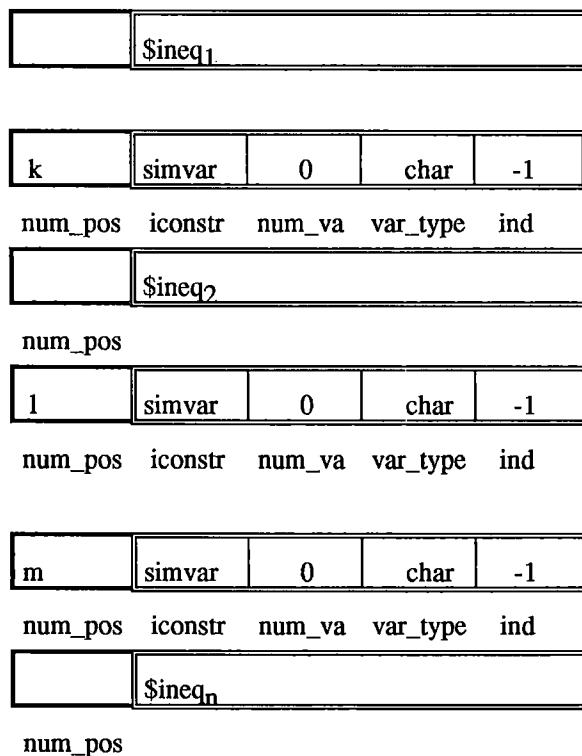 $ineq1
k simvar 0 char -1
num_pos iconstr num_va var_type ind
$ineq2
num_pos
l simvar 0 char -1
num_pos iconstr num_va var_type ind
m simvar 0 char -1
num_pos iconstr num_va var_type ind
$ineqn
num_pos